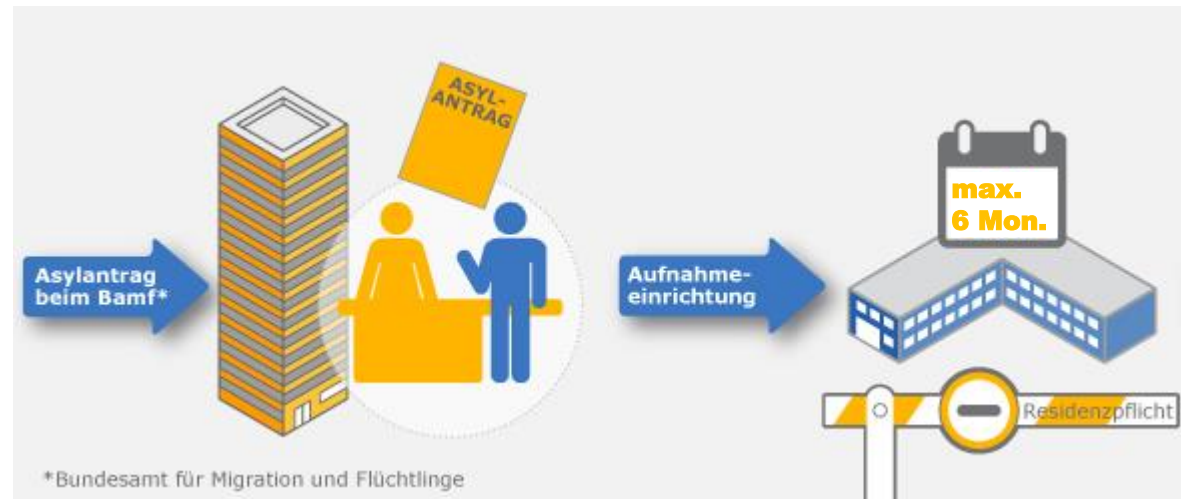 ASYL-
ANTRAG
max.
6 Mon.
Asylantrag
beim Bamf*
Aufnahme-
einrichtung
Residenzpflicht
*Bundesamt für Migration und Flüchtlinge